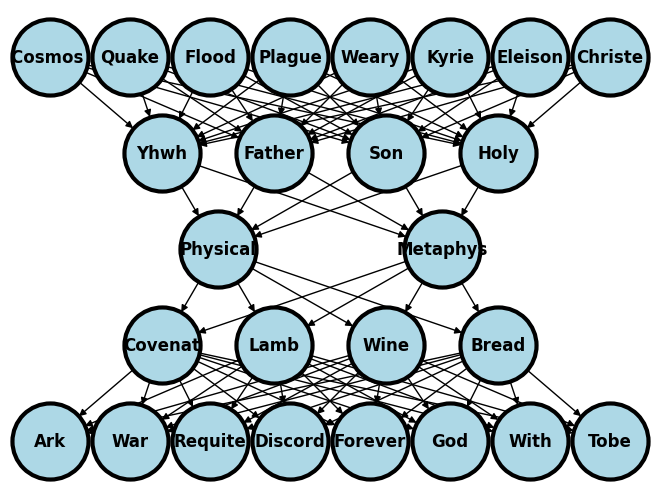 Cosmos Quake Flood Plague Weary Kyrie Eleison Christe
Yhwh Father Son Holy
Physical Metaphys
Covenat Lamb Wine Bread
Ark War Requite Discord Forever God With Tobe